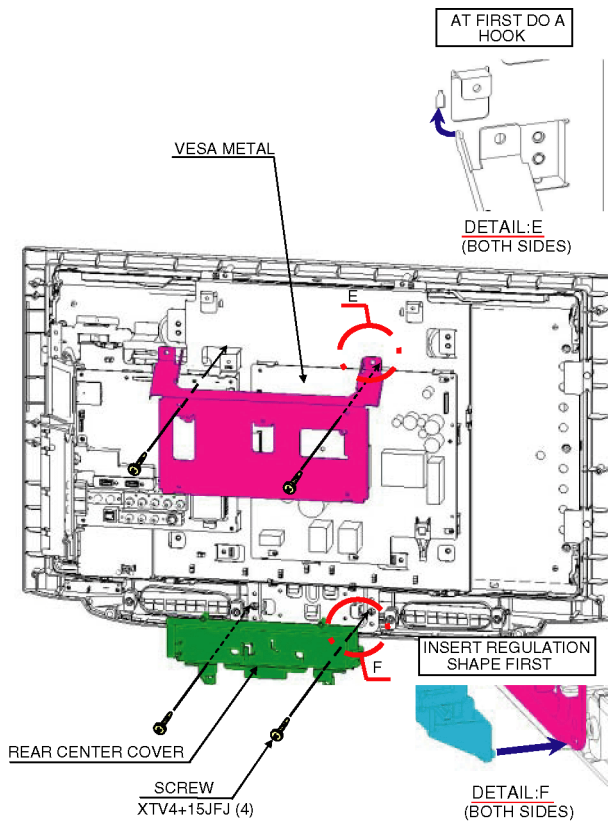 AT FIRST DO A
HOOK
VESA METAL
DETAIL:E
(BOTH SIDES)
E
INSERT REGULATION
SHAPE FIRST
F
REAR CENTER COVER
SCREW
XTV4+15JFJ (4)
DETAIL:F
(BOTH SIDES)